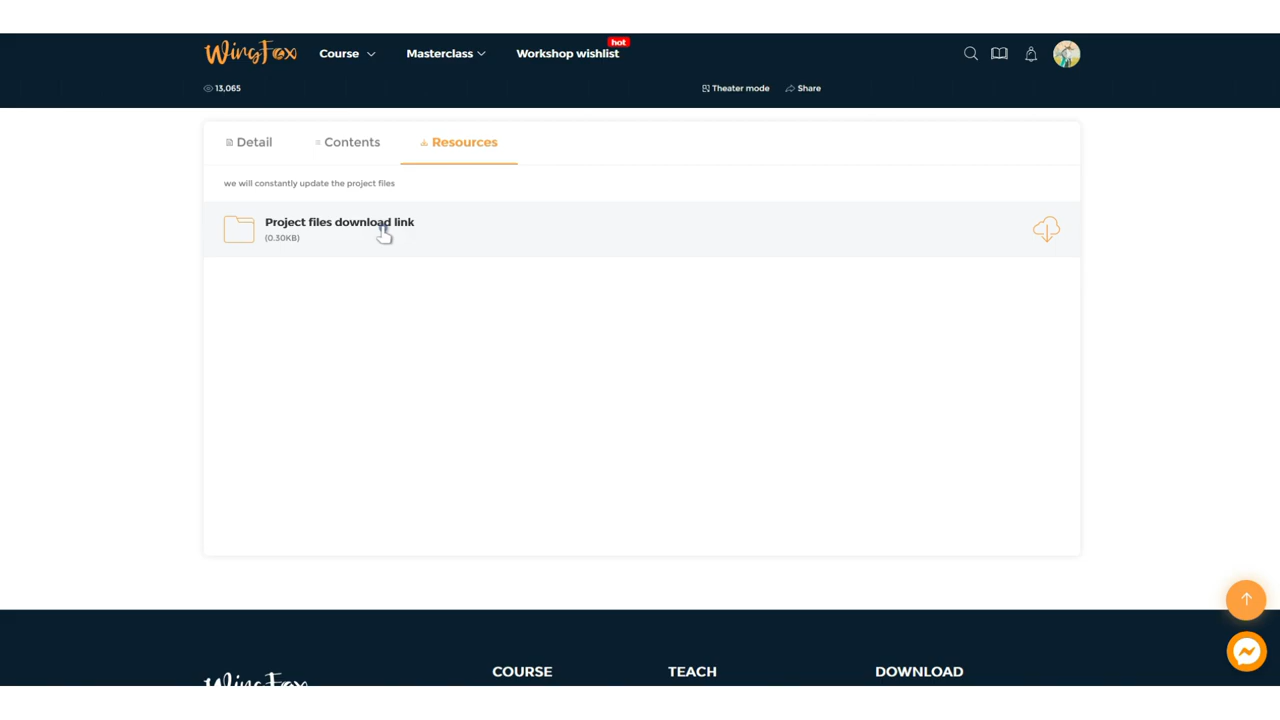 WingFox
Course
Masterclass
Workshop wishlist
hot
13,065
Theater mode
Share
Detail
Contents
Resources
we will constantly update the project files
Project files download link
(0.30KB)
WingFox
COURSE
TEACH
DOWNLOAD